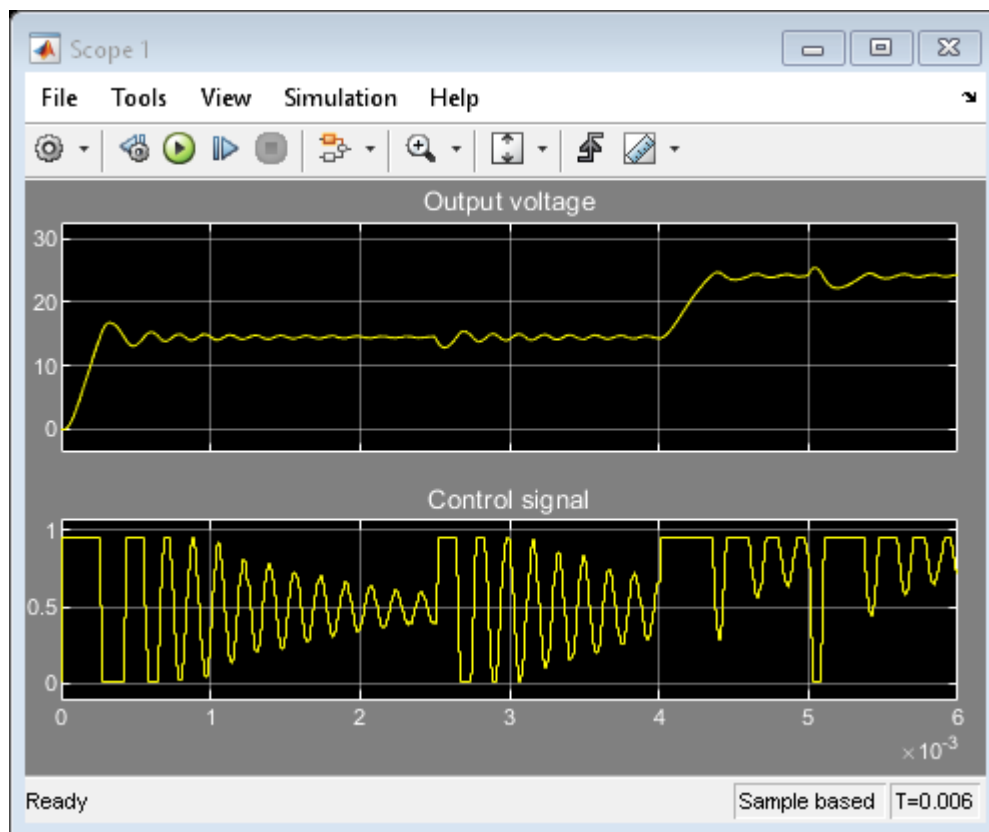 Scope 1
File Tools View Simulation Help
Output voltage
30
20
10
0
Control signal
1
0.5
0
0 1 2 3 4 5 6
×10^-3
Ready Sample based T=0.006